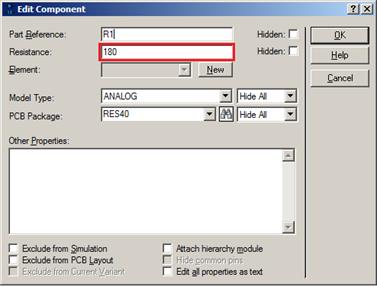 Edit Component
Part Reference: R1 Hidden: OK
Resistance: 180 Hidden: Help
Element: New Cancel
Model Type: ANALOG Hide All
PCB Package: RES40 Hide All
Other Properties:
Exclude from Simulation Attach hierarchy module
Exclude from PCB Layout Hide common pins
Exclude from Current Variant Edit all properties as text